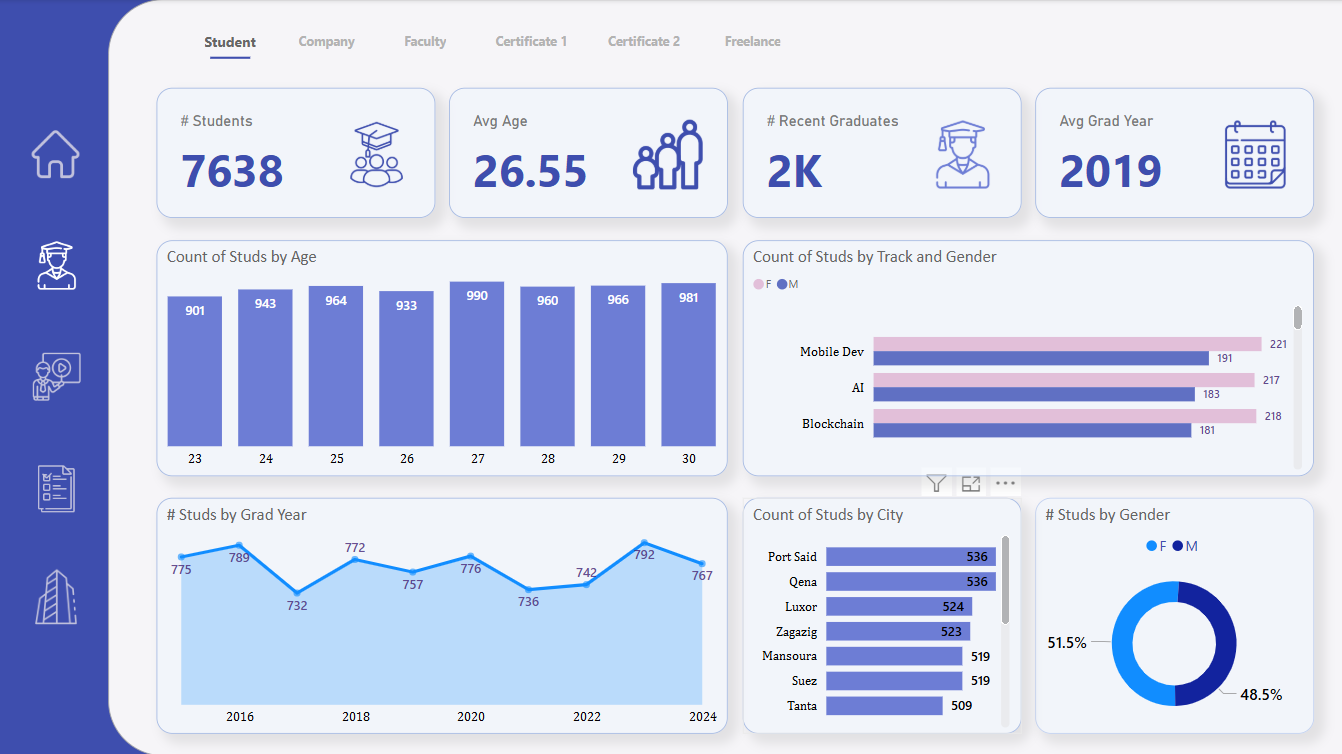 Student Company Faculty Certificate 1 Certificate 2 Freelance
# Students
7638
Avg Age
26.55
# Recent Graduates
2K
Avg Grad Year
2019
Count of Studs by Age
901 943 964 933 990 960 966 981
23 24 25 26 27 28 29 30
Count of Studs by Track and Gender
F M
Mobile Dev 221
191
AI 217
183
Blockchain 218
181
# Studs by Grad Year
775 789 732 772 757 776 736 742 792 767
2016 2018 2020 2022 2024
Count of Studs by City
Port Said 536
Qena 536
Luxor 524
Zagazig 523
Mansoura 519
Suez 519
Tanta 509
# Studs by Gender
F M
51.5%
48.5%